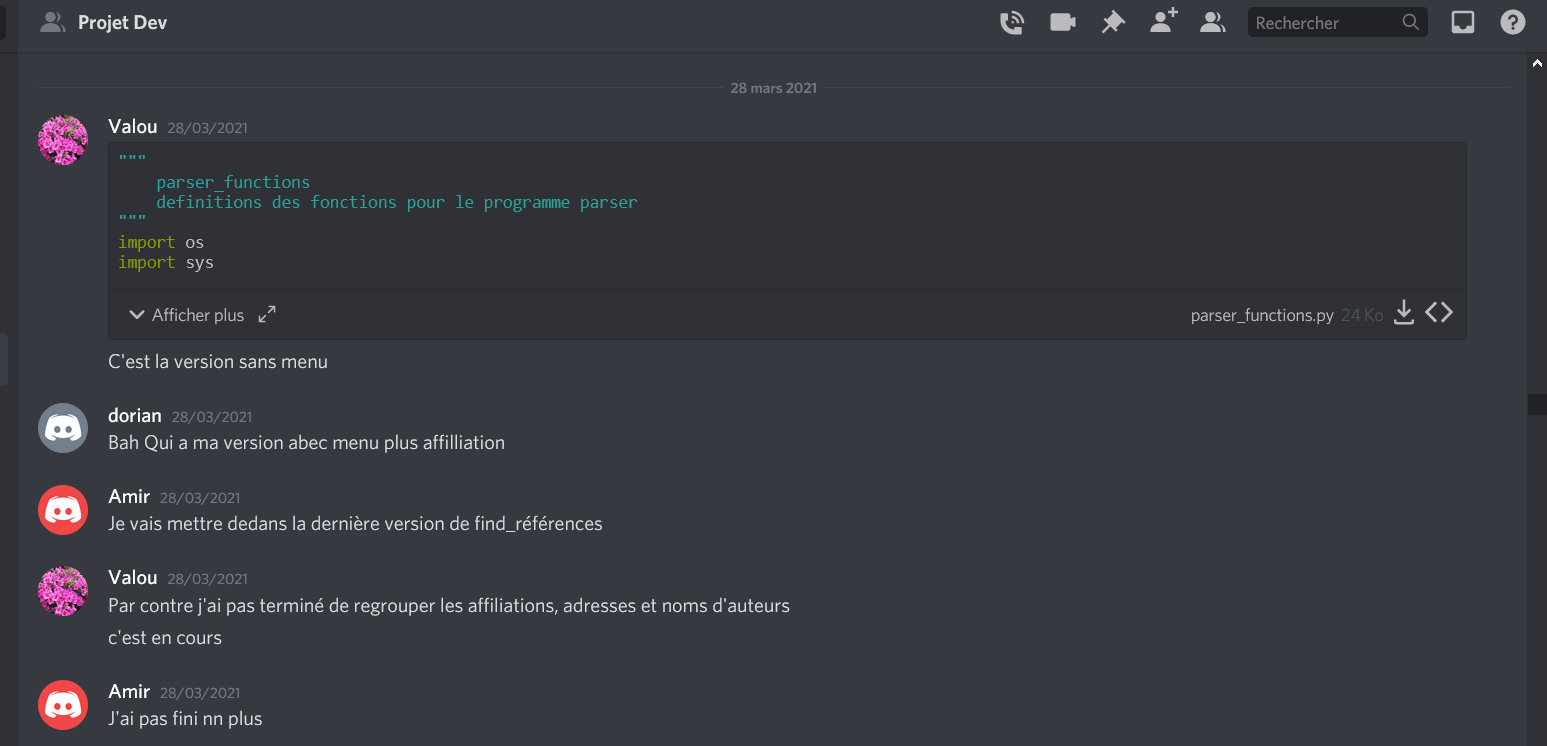 Projet Dev
Rechercher
28 mars 2021
Valou 28/03/2021
"""
parser_functions
definitions des fonctions pour le programme parser
"""
import os
import sys
Afficher plus
parser_functions.py 24 Ko
C'est la version sans menu
dorian 28/03/2021
Bah Qui a ma version abec menu plus affilliation
Amir 28/03/2021
Je vais mettre dedans la dernière version de find_références
Valou 28/03/2021
Par contre j'ai pas terminé de regrouper les affiliations, adresses et noms d'auteurs
c'est en cours
Amir 28/03/2021
J'ai pas fini nn plus